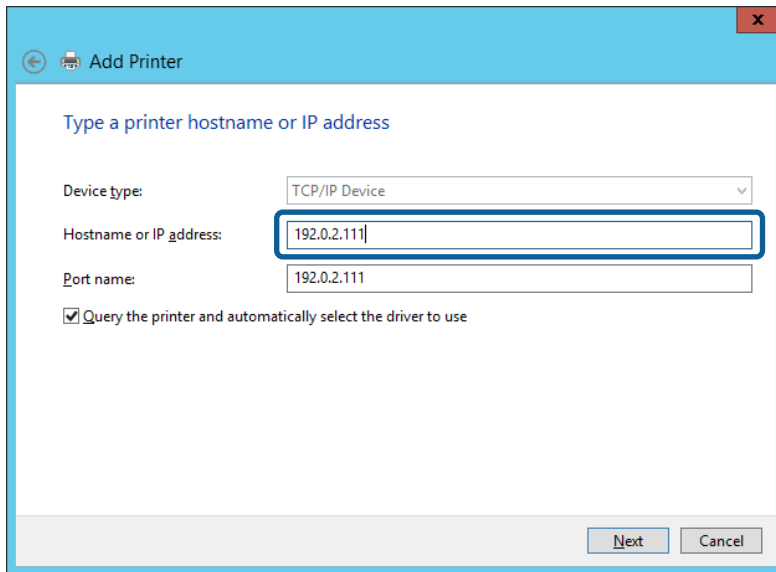 x
Add Printer
Type a printer hostname or IP address
Device type: TCP/IP Device
Hostname or IP address: 192.0.2.111
Port name: 192.0.2.111
Query the printer and automatically select the driver to use
Next Cancel